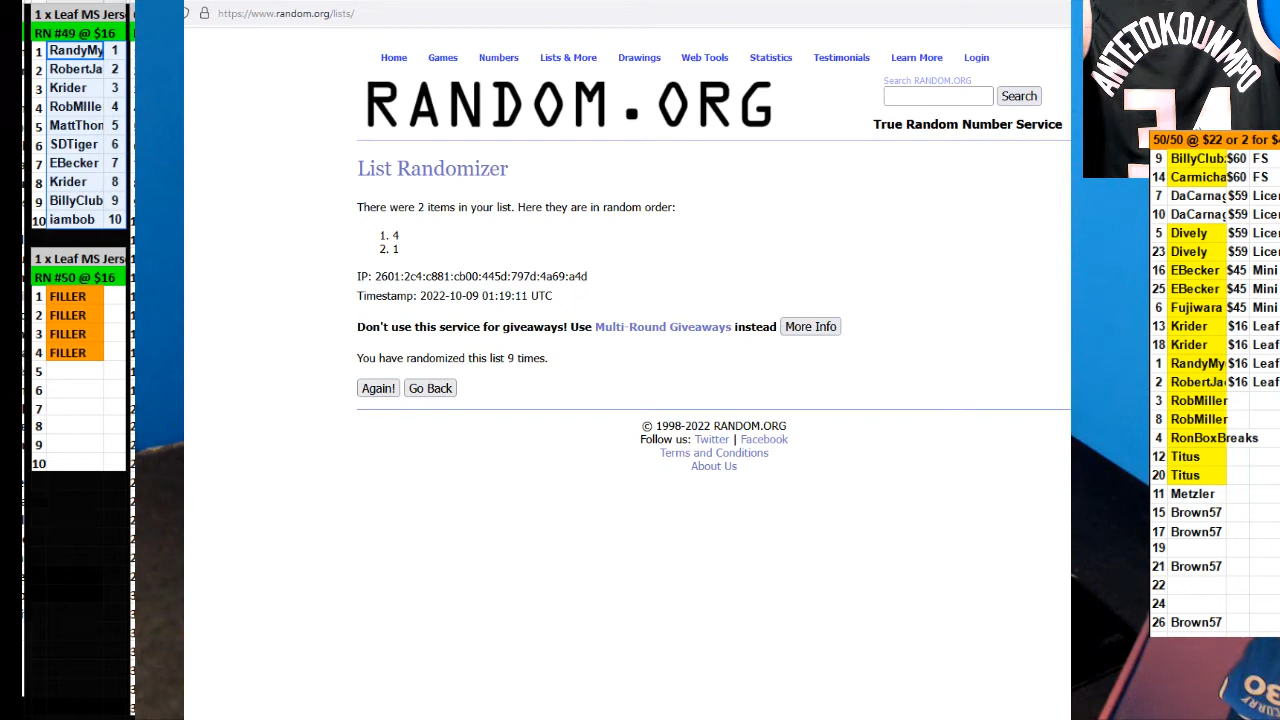 1 x Leaf MS Jers
RN #49 @ $16
1 RandyMy 1
2 RobertJa 2
3 Krider 3
4 RobMIlle 4
5 MattThon 5
6 SDTiger 6
7 EBecker 7
8 Krider 8
9 BillyClub 9
10 iambob 10
1 x Leaf MS Jerse
RN #50 @ $16
1 FILLER
2 FILLER
3 FILLER
4 FILLER
5
6
7
8
9
10
https://www.random.org/lists/
Home Games Numbers Lists & More Drawings Web Tools Statistics Testimonials Learn More Login
RANDOM.ORG
Search RANDOM.ORG
Search
True Random Number Service
List Randomizer
There were 2 items in your list. Here they are in random order:
1. 4
2. 1
IP: 2601:2c4:c881:cb00:445d:797d:4a69:a4d
Timestamp: 2022-10-09 01:19:11 UTC
Don't use this service for giveaways! Use Multi-Round Giveaways instead More Info
You have randomized this list 9 times.
Again! Go Back
© 1998-2022 RANDOM.ORG
Follow us: Twitter | Facebook
Terms and Conditions
About Us
ANTETOKOUNMPO
34
50/50 @ $22 or 2 for $4
9 BillyClub $60 FS
14 Carmicha $60 FS
7 DaCarnag $59 Licen
10 DaCarnag $59 Licen
5 Dively $59 Licen
23 Dively $59 Licen
16 EBecker $45 Mini
25 EBecker $45 Mini
6 Fujiwara $45 Mini
13 Krider $16 Leaf
18 Krider $16 Leaf
1 RandyMy $16 Leaf
2 RobertJa $16 Leaf
3 RobMiller
8 RobMiller
4 RonBoxBreaks
12 Titus
20 Titus
11 Metzler
15 Brown57
17 Brown57
19
21 Brown57
22
24
26 Brown57
CURRY
30